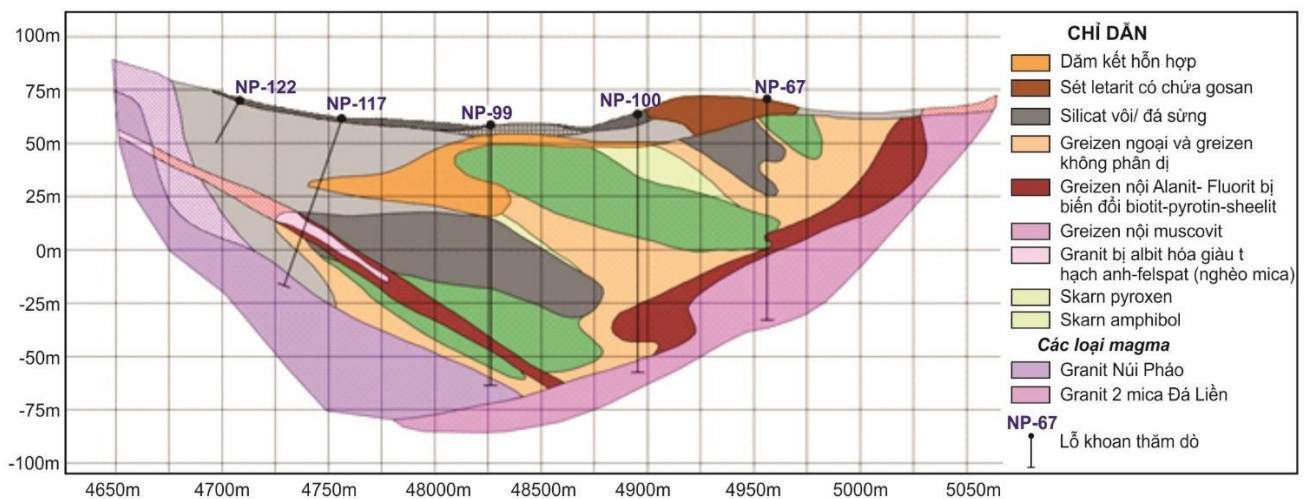 100m
75m
50m
25m
0m
-25m
-50m
-75m
-100m
NP-122
NP-117
NP-99
NP-100
NP-67
4650m
4700m
4750m
48000m
48500m
4900m
4950m
5000m
5050m
CHỈ DẪN
Dăm kết hỗn hợp
Sét letarit có chứa gosan
Silicat vôi/ đá sừng
Greizen ngoại và greizen
không phân dị
Greizen nội Alanit- Fluorit bị
biến đổi biotit-pyrotin-sheelit
Greizen nội muscovit
Granit bị albit hóa giàu t
hạch anh-felspat (nghèo mica)
Skarn pyroxen
Skarn amphibol
Các loại magma
Granit Núi Pháo
Granit 2 mica Đá Liền
NP-67
Lỗ khoan thăm dò